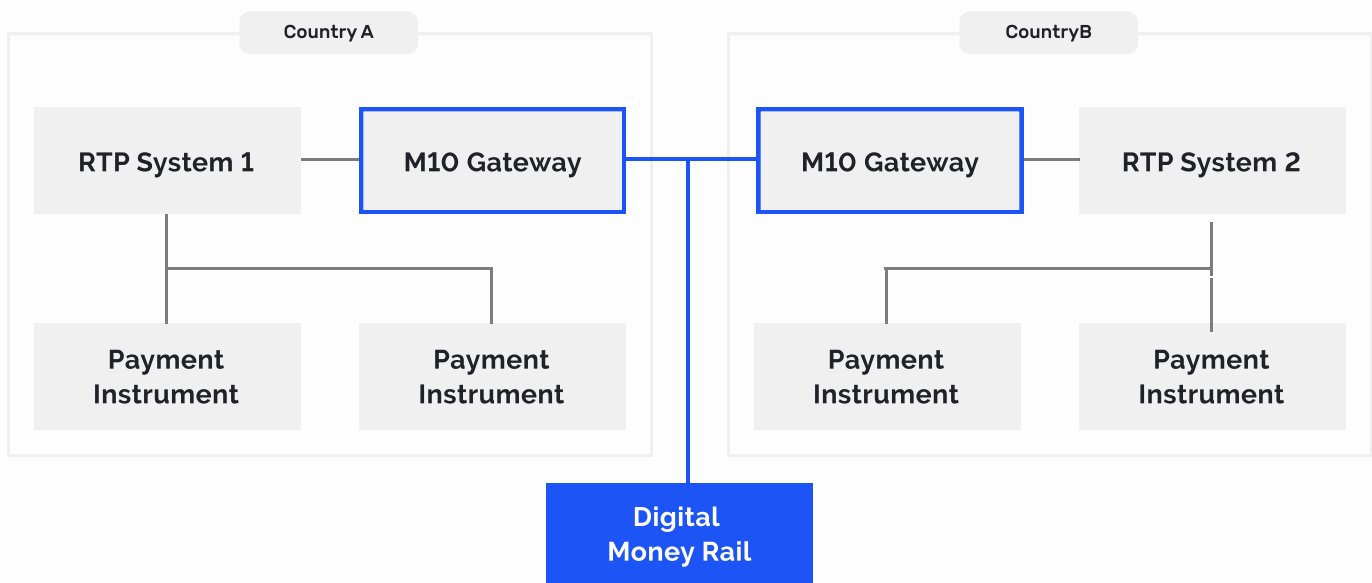 Country A
CountryB
RTP System 1
M10 Gateway
M10 Gateway
RTP System 2
Payment
Instrument
Payment
Instrument
Payment
Instrument
Payment
Instrument
Digital
Money Rail